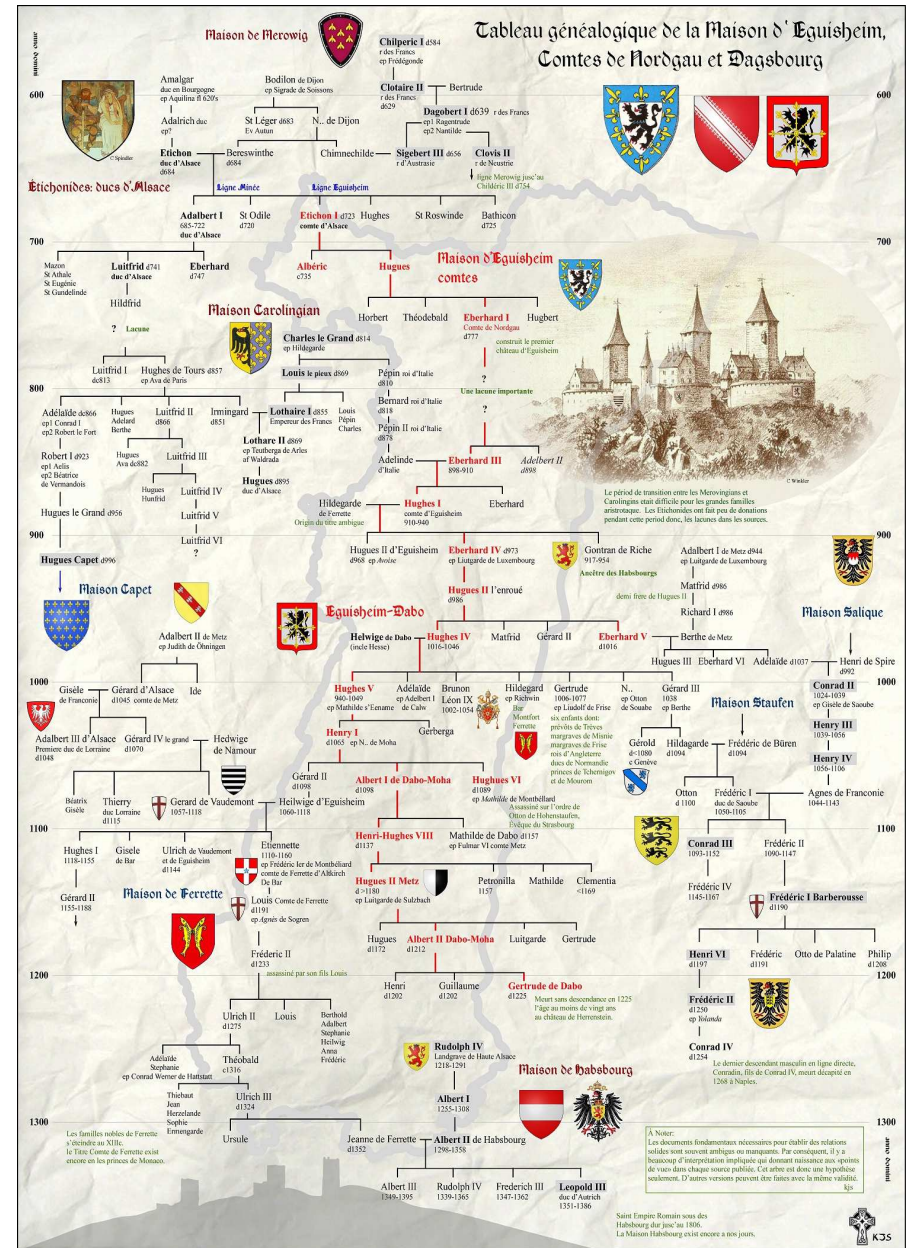 Tableau généalogique de la Maison d'Eguisheim,
Comtes de Nordgau et Dagsbourg
anno domini
Maison de Merowig
Chilperic I d584
r des Francs
ep Frédégonde
Clotaire II
r des Francs
d629
Bertrude
Dagobert I d639 r des Francs
ep1 Ragentrude
ep2 Nantilde
Sigebert III d656
r d'Austrasie
Clovis II
r de Neustrie
ligne Merowig jusc'au
Childéric III d754
600
600
Amalgar
duc en Bourgogne
ep Aquilina fl 620's
Adalrich duc
ep?
Etichon
duc d'Alsace
d684
Bodilon de Dijon
ep Sigrade de Soissons
St Léger d683
Ev Autun
N.. de Dijon
Bereswinthe
d684
Chimnechilde
C Spindler
Étichonides: ducs d'Alsace
Ligne Ainée
Ligne Eguisheim
Adalbert I
685-722
duc d'Alsace
St Odile
d720
Etichon I d723
comte d'Alsace
Hughes
St Roswinde
Bathicon
d725
700
700
Mazon
St Athale
St Eugénie
St Gundelinde
Luitfrid d741
duc d'Alsace
Eberhard
d747
Albéric
c735
Hugues
Maison d'Eguisheim
comtes
Hildfrid
? Lacune
Horbert
Théodebald
Eberhard I
Comte de Nordgau
d777
Hugbert
construit le premier
château d'Eguisheim
?
Une lacune importante
?
Maison Carolingian
Charles le Grand d814
ep Hildegarde
Louis le pieux d869
Pépin roi d'Italie
d810
Luitfrid I
dc813
Hughes de Tours d857
ep Ava de Paris
800
800
Bernard roi d'Italie
d818
Pépin II roi d'Italie
d878
Adelinde
d'Italie
Adélaïde dc866
ep1 Conrad I
ep2 Robert le Fort
Hugues
Adelard
Berthe
Luitfrid II
d866
Irmingard
d851
Lothaire I d855
Empereur des Francs
Louis
Pépin
Charles
Lothare II d869
ep Teutberga de Arles
af Waldrada
Hugues d895
duc d'Alsace
Robert I d923
ep1 Aelis
ep2 Béatrice
de Vermandois
Hugues
Ava dc882
Luitfrid III
Hugues
Hunfrid
Luitfrid IV
Luitfrid V
Luitfrid VI
?
Hugues le Grand d956
Hugues Capet d996
Maison Capet
Eberhard III
898-910
Adelbert II
d898
Hildegarde
de Ferrette
Origin du titre ambigue
Hughes I
comte d'Eguisheim
910-940
Eberhard
C Winkler
Le périod de transition entre les Merovingians et
Carolingins etait difficile pour les grandes familles
aristrotaque. Les Etichonides ont fait peu de donations
pendant cette period donc, lés lacunes dans les sources.
900
900
Hugues II d'Eguisheim
d968 ep Avoise
Eberhard IV d973
ep Liutgarde de Luxembourg
Gontran de Riche
917-954
Ancêtre des Habsbourgs
Adalbert I de Metz d944
ep Luitgarde de Luxembourg
Matfrid d986
demi frere de Hugues II
Richard I d986
Hugues II l'enroué
d986
Maison Salique
Eguisheim-Dabo
Helwige de Dabo
(incle Hesse)
Hughes IV
1016-1046
Matfrid
Gérard II
Eberhard V
d1016
Berthe de Metz
Hugues III
Eberhard VI
Adélaïde d1037
Henri de Spire
d992
Adalbert II de Metz
ep Judith de Öhningen
1000
1000
Gisèle
de Franconie
Gérard d'Alsace
d1045 comte de Metz
Ide
Hughes V
940-1049
ep Mathilde s'Ename
Adélaïde
ep Adelbert I
de Calw
Brunon
Léon IX
1002-1054
Hildegard
ep Richwin
Bar
Montfort
Ferrette
Gertrude
1006-1077
ep Liudolf de Frise
six enfants dont:
prévôts de Trèves
margraves de Misnie
margraves de Frise
rois d'Angleterre
ducs de Normandie
princes de Tchernigov
et de Mourom
N..
ep Otton
de Souabe
Gérard III
1038
ep Berthe
Maison Staufen
Conrad II
1024-1039
ep Gisèle de Saoube
Henry III
1039-1056
Henry IV
1056-1106
Adalbert III d'Alsace
Premiere duc de Lorraine
d1048
Gérard IV le grand
d1070
Hedwige
de Namour
Henry I
d1065 ep N.. de Moha
Gerberga
Gérold
d<1080
c Genève
Hildagarde
d1094
Frédéric de Büren
d1094
Gérard II
d1098
Albert I de Dabo-Moha
d1098
Hughues VI
d1089
ep Mathilde de Montbéllard
Assassiné sur l'ordre de
Otton de Hohenstaufen,
Évêque du Strasbourg
Otton
d 1100
Frédéric I
duc de Saoube
1050-1105
Agnes de Franconie
1044-1143
Béatrix
Gisèle
Thierry
duc Lorraine
d1115
Gerard de Vaudemont
1057-1118
Heilwige d'Eguisheim
1060-1118
1100
1100
Hughes I
1118-1155
Gisele
de Bar
Ulrich de Vaudemont
et de Eguisheim
d1144
Étiennette
1110-1160
ep Frédéric Ier de Montbéliard
comte de Ferrette d'Altkirch
De Bar
Henri-Hughes VIII
d1137
Mathilde de Dabo d1157
ep Fulmar VI comte Metz
Conrad III
1093-1152
Frédéric II
1090-1147
Gérard II
1155-1188
Maison de Ferrette
Louis Comte de Ferrette
d1191
ep Agnès de Sogren
Hugues II Metz
d >1180
ep Luitgarde de Sulzbach
Petronilla
1157
Mathilde
Clementia
<1169
Frédéric IV
1145-1167
Frédéric I Barberousse
d1190
Hugues
d1172
Albert II Dabo-Moha
d1212
Luitgarde
Gertrude
Henri VI
d1197
Frédéric
d1191
Otto de Palatine
Philip
d1208
Fréderic II
d1233
assassiné par son fils Louis
1200
1200
Henri
d1202
Guillaume
d1202
Gertrude de Dabo
d1225
Meurt sans descendance en 1225
l'âge au moins de vingt ans
au château de Herrenstein.
Frédéric II
d1250
ep Yolanda
Conrad IV
d1254
Le dernier descendant masculin en ligne directe,
Conradin, fils de Conrad IV, meurt décapité en
1268 à Naples.
Ulrich II
d1275
Louis
Berthold
Adalbert
Stephanie
Heilwig
Anna
Frédéric
Adélaïde
Stephanie
ep Conrad Werner de Hattstatt
Théobald
c1316
Rudolph IV
Landgrave de Haute Alsace
1218-1291
Maison de Habsbourg
Thiebaut
Jean
Herzelande
Sophie
Ermengarde
Ulrich III
d1324
Albert I
1255-1308
1300
1300
Les familles nobles de Ferrette
s'éteindre au XIIIe.
le Titre Comte de Ferrette exist
encore en les princes de Monaco.
Ursule
Jeanne de Ferrette
d1352
Albert II de Habsbourg
1298-1358
Albert III
1349-1395
Rudolph IV
1339-1365
Frederich III
1347-1362
Leopold III
duc d'Autrich
1351-1386
À Noter:
Les documents fondamentaux nécessaires pour établir des relations
solides sont souvent ambigus ou manquants. Par conséquent, il y a
beaucoup d'interprétation impliquée qui donnant naissance aux «points
de vue» dans chaque source publiée. Cet arbre est donc une hypothèse
seulement. D'autres versions peuvent être faites avec la même validité.
kjs
anno domini
Saint Empire Romain sous des
Habsbourg dur jusc'au 1806.
La Maison Habsbourg exist encore a nos jours.
KJS